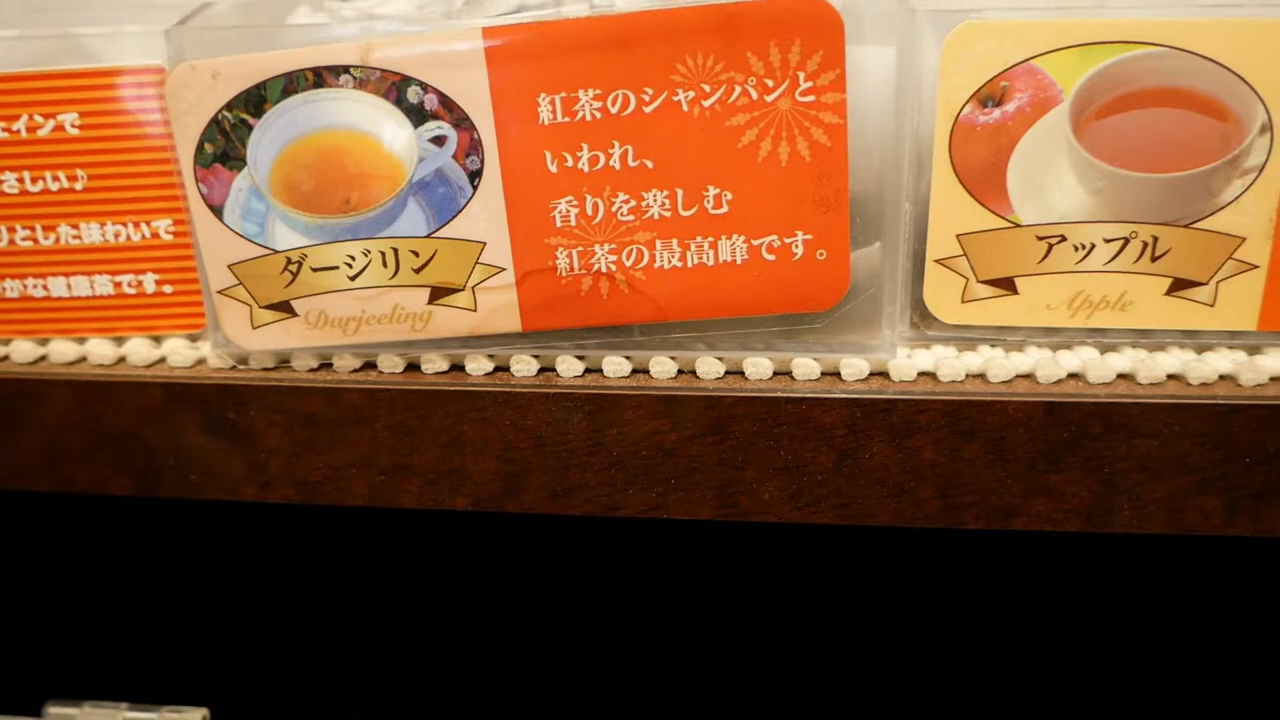 ェインで
さしい♪
りとした味わいで
かな健康茶です。
ダージリン
Darjeeling
紅茶のシャンパンと
いわれ、
香りを楽しむ
紅茶の最高峰です。
アップル
Apple